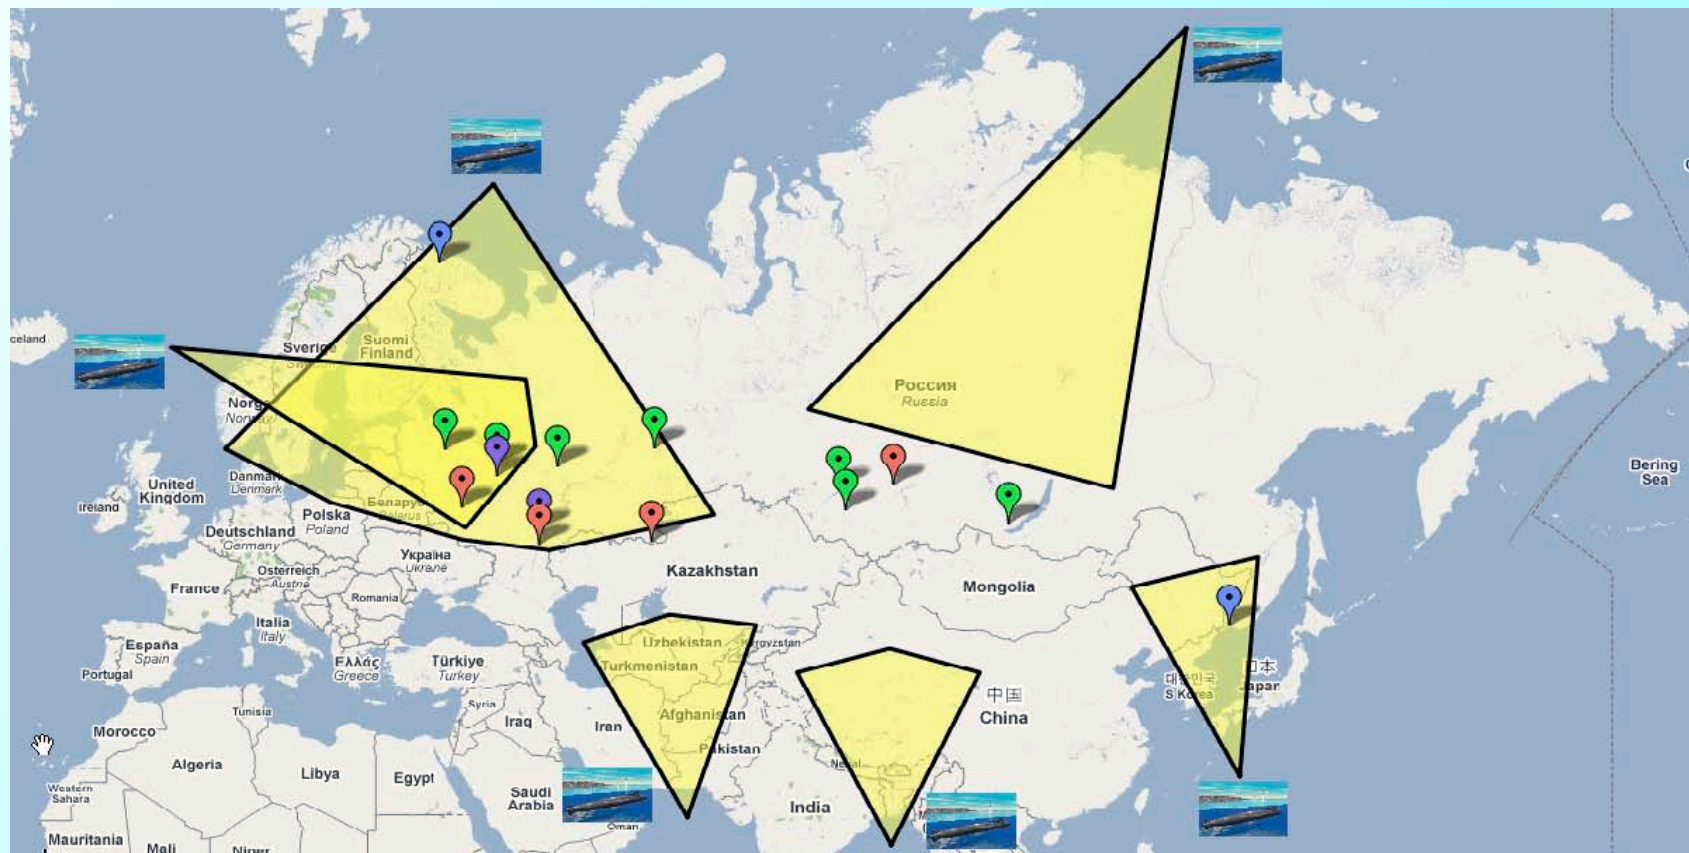 celand
Sverige
Suomi
Finland
Norge
Norway
Россия
Russia
Danmark
Denmark
United
Kingdom
Ireland
Беларусь
Belarus
Polska
Poland
Deutschland
Germany
Україна
Ukraine
Österreich
Austria
France
Romania
Kazakhstan
Mongolia
Bering
Sea
Italia
Italy
España
Spain
Portugal
Ελλάς
Greece
Türkiye
Turkey
Uzbekistan
Kyrgyzstan
Turkmenistan
대한민국
S Korea
日本
Japan
中国
China
Syria
Iraq
Iran
Afghanistan
Pakistan
Tunisia
Morocco
Algeria
Libya
Egypt
Nepal
Western
Sahara
Saudi
Arabia
Oman
India
Mauritania
Mali
Niger